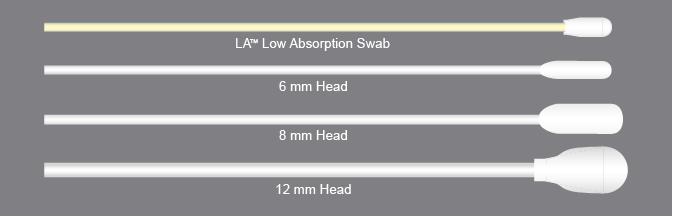 LA™ Low Absorption Swab
6 mm Head
8 mm Head
12 mm Head